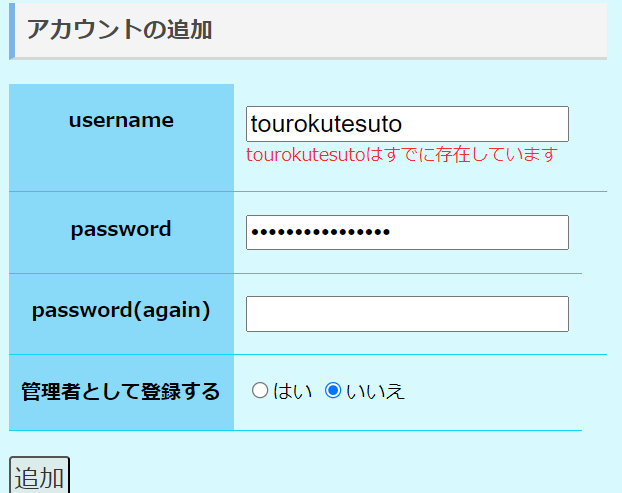 アカウントの追加
username
tourokutesuto
tourokutesutoはすでに存在しています
password
••••••••••••••••
password(again)
管理者として登録する
はい いいえ
追加